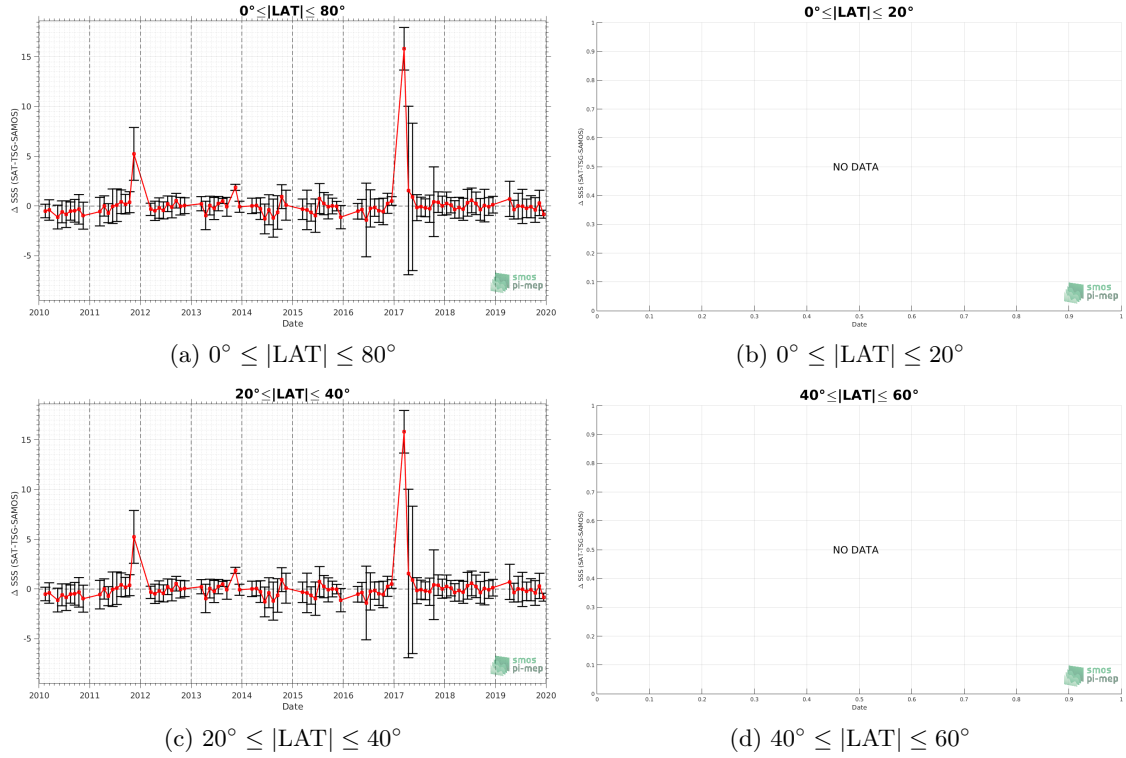 0°≤|LAT|≤ 80°
Δ SSS (SAT-TSG-SAMOS)
15
10
5
0
-5
2010 2011 2012 2013 2014 2015 2016 2017 2018 2019 2020
Date
smos
pi-mep
(a) 0° ≤ |LAT| ≤ 80°
0°≤|LAT|≤ 20°
Δ SSS (SAT-TSG-SAMOS)
1
0.9
0.8
0.7
0.6
0.5
0.4
0.3
0.2
0.1
0
NO DATA
0 0.1 0.2 0.3 0.4 0.5 0.6 0.7 0.8 0.9 1
Date
smos
pi-mep
(b) 0° ≤ |LAT| ≤ 20°
20°≤|LAT|≤ 40°
Δ SSS (SAT-TSG-SAMOS)
15
10
5
0
-5
2010 2011 2012 2013 2014 2015 2016 2017 2018 2019 2020
Date
smos
pi-mep
(c) 20° ≤ |LAT| ≤ 40°
40°≤|LAT|≤ 60°
Δ SSS (SAT-TSG-SAMOS)
1
0.9
0.8
0.7
0.6
0.5
0.4
0.3
0.2
0.1
0
NO DATA
0 0.1 0.2 0.3 0.4 0.5 0.6 0.7 0.8 0.9 1
Date
smos
pi-mep
(d) 40° ≤ |LAT| ≤ 60°